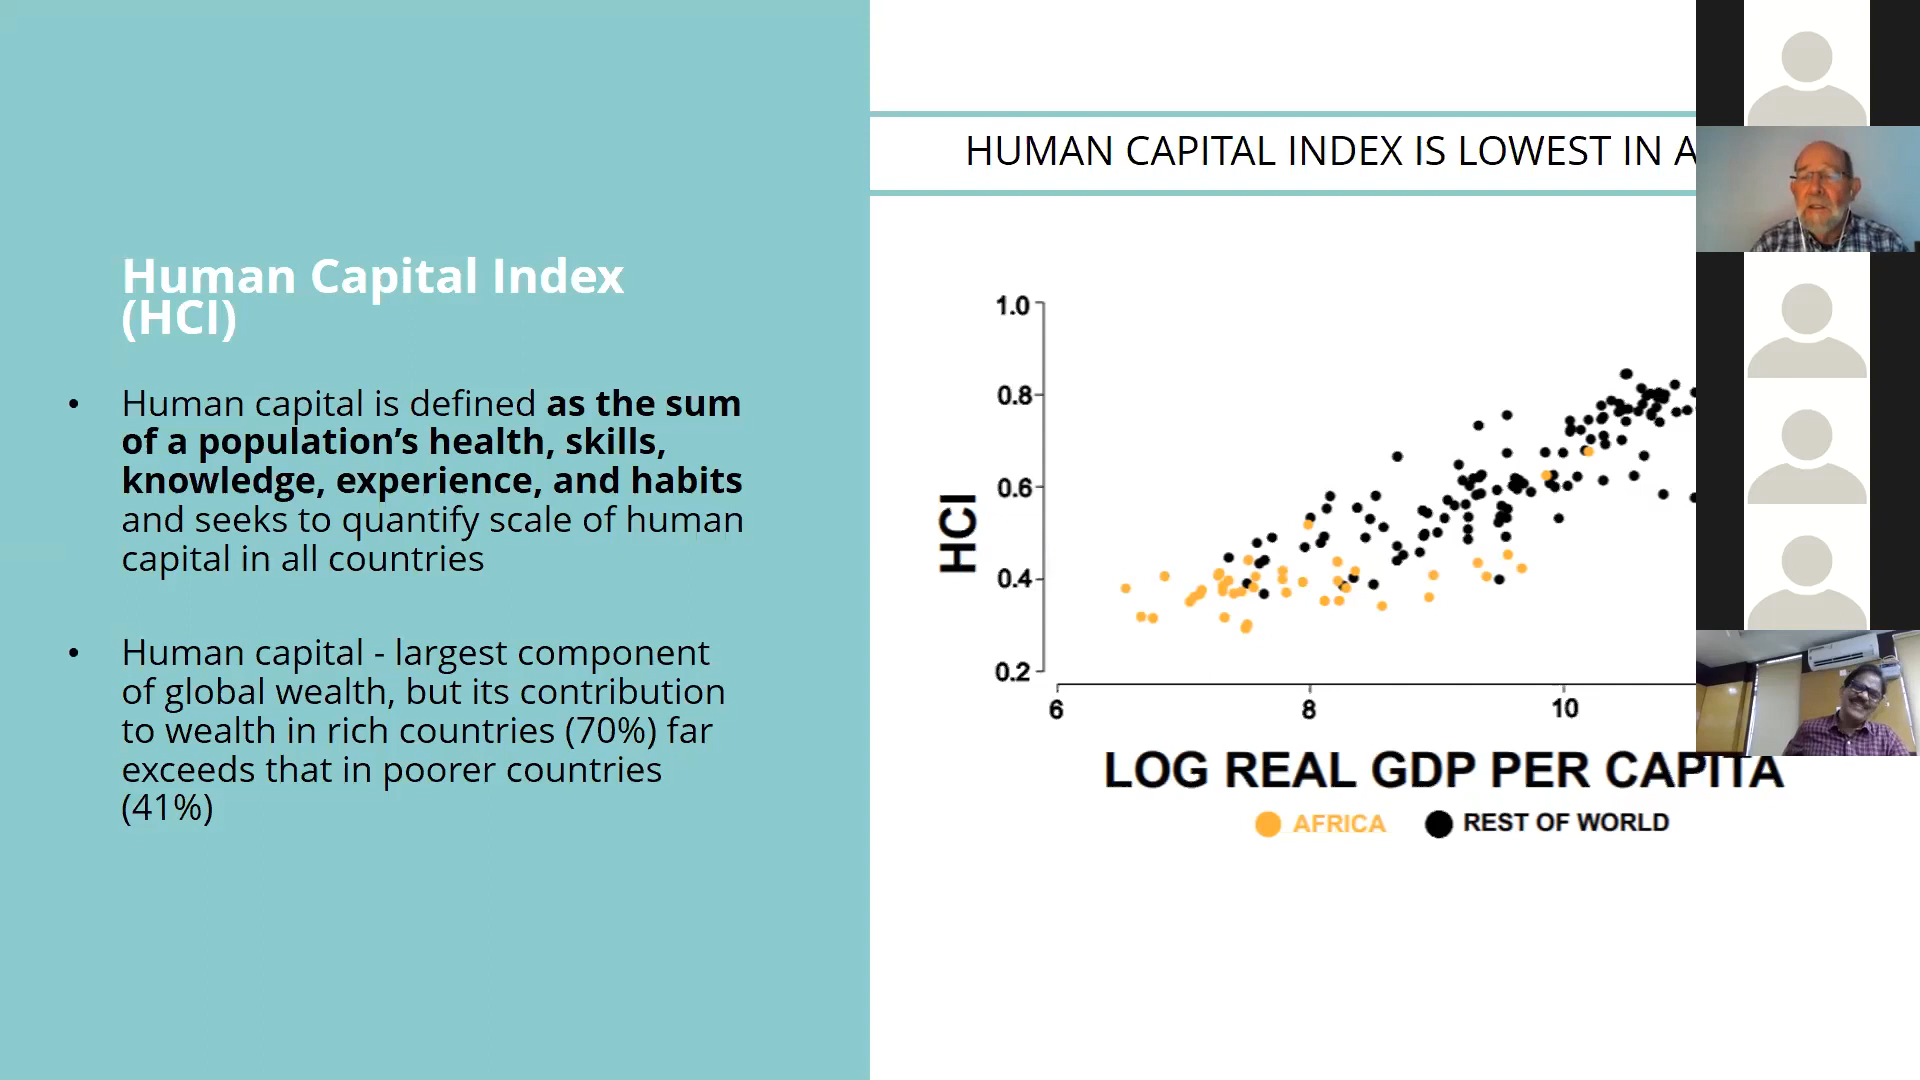 Human Capital Index
(HCI)
• Human capital is defined as the sum
of a population’s health, skills,
knowledge, experience, and habits
and seeks to quantify scale of human
capital in all countries
• Human capital - largest component
of global wealth, but its contribution
to wealth in rich countries (70%) far
exceeds that in poorer countries
(41%)
HUMAN CAPITAL INDEX IS LOWEST IN A
HCI
1.0
0.8
0.6
0.4
0.2
6 8 10
LOG REAL GDP PER CAPITA
AFRICA REST OF WORLD